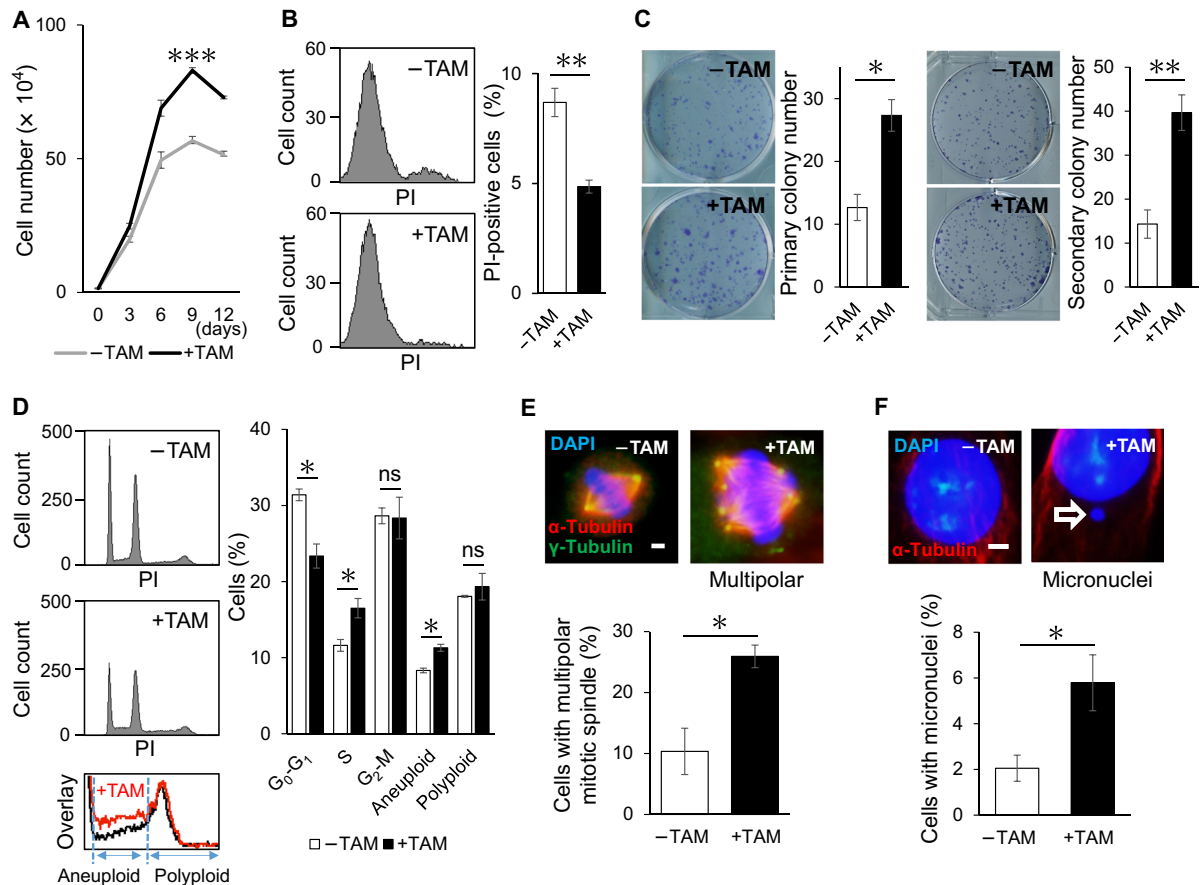 A
Cell number (× 10⁴)
100
50
0
***
0 3 6 9 12
(days)
–TAM +TAM
B
Cell count
60
30
0
–TAM
PI
Cell count
60
30
0
+TAM
PI
PI-positive cells (%)
10
5
0
**
–TAM
+TAM
C
–TAM
+TAM
Primary colony number
30
20
10
0
*
–TAM
+TAM
–TAM
+TAM
Secondary colony number
50
40
30
20
10
0
**
–TAM
+TAM
D
Cell count
500
250
0
–TAM
PI
Cell count
500
250
0
+TAM
PI
Overlay
+TAM
Aneuploid Polyploid
Cells (%)
40
30
20
10
0
*
*
ns
*
ns
G₀-G₁
S
G₂-M
Aneuploid
Polyploid
–TAM +TAM
E
DAPI –TAM
α-Tubulin
γ-Tubulin
+TAM
Multipolar
Cells with multipolar
mitotic spindle (%)
30
20
10
0
*
–TAM +TAM
F
DAPI –TAM
α-Tubulin
+TAM
Micronuclei
Cells with micronuclei (%)
8
6
4
2
0
*
–TAM +TAM